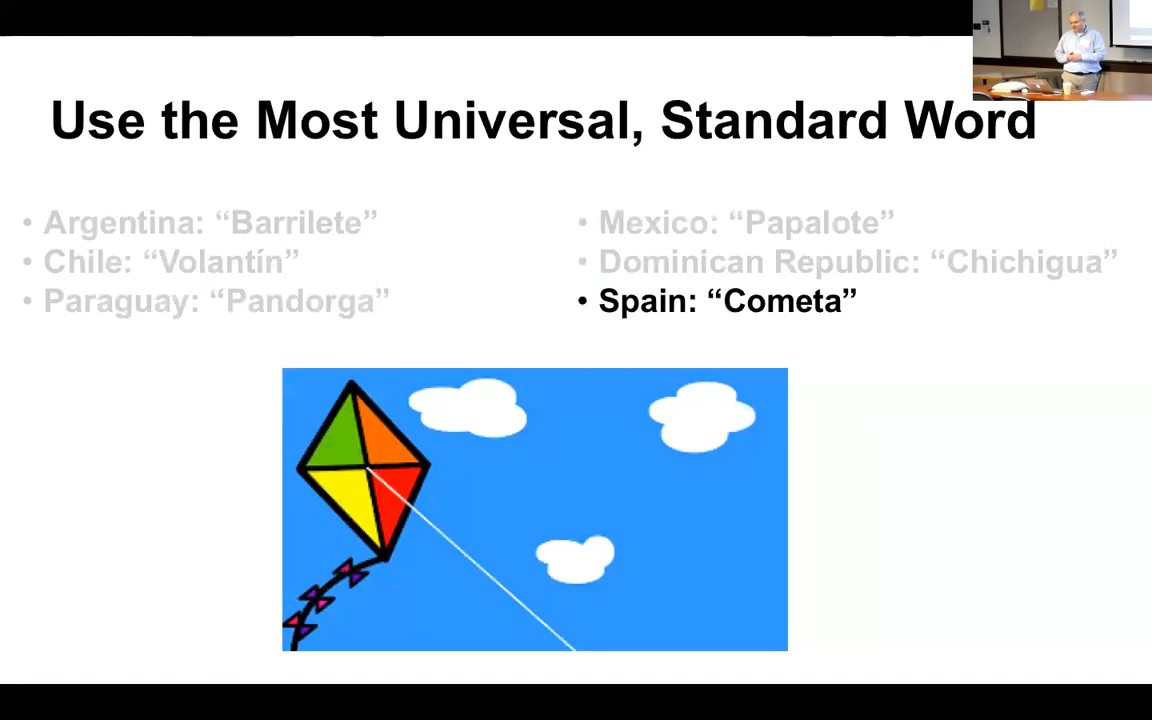 Use the Most Universal, Standard Word
• Argentina: “Barrilete”
• Chile: “Volantín”
• Paraguay: “Pandorga”
• Mexico: “Papalote”
• Dominican Republic: “Chichigua”
• Spain: “Cometa”